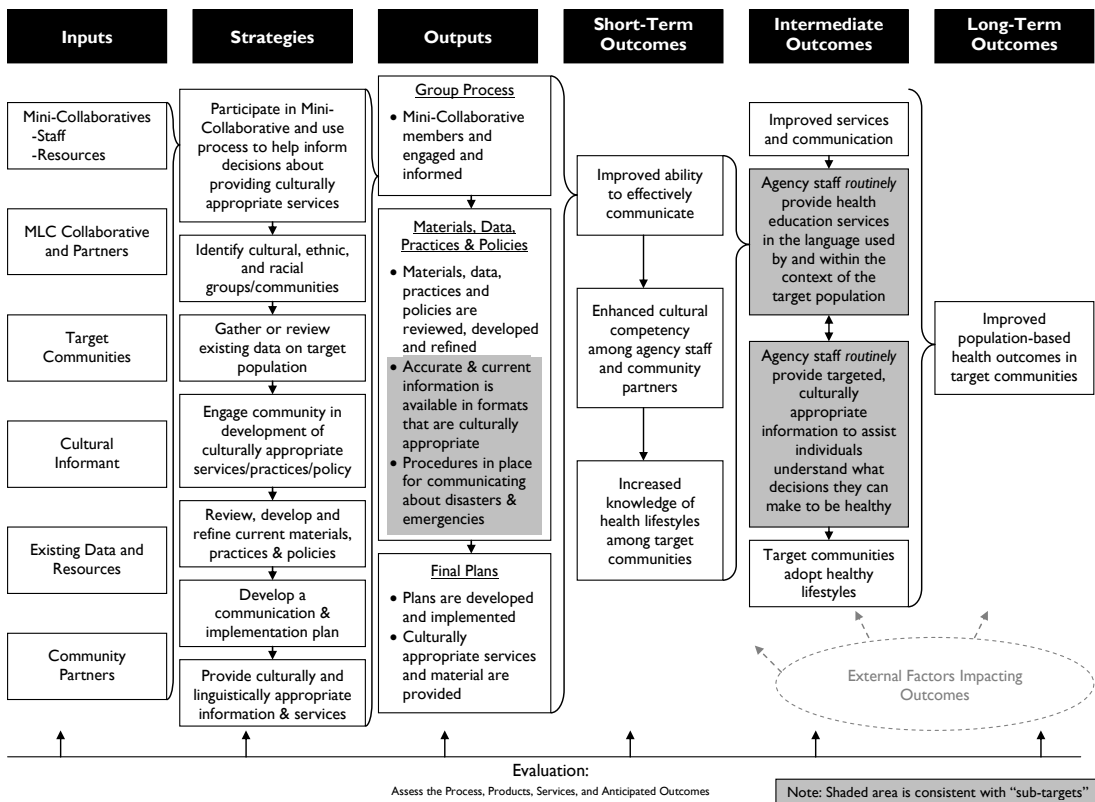 Inputs
Strategies
Outputs
Short-Term
Outcomes
Intermediate
Outcomes
Long-Term
Outcomes
Mini-Collaboratives
-Staff
-Resources
MLC Collaborative
and Partners
Target
Communities
Cultural
Informant
Existing Data and
Resources
Community
Partners
Participate in Mini-
Collaborative and use
process to help inform
decisions about
providing culturally
appropriate services
Identify cultural, ethnic,
and racial
groups/communities
Gather or review
existing data on target
population
Engage community in
development of
culturally appropriate
services/practices/policy
Review, develop and
refine current materials,
practices & policies
Develop a
communication &
implementation plan
Provide culturally and
linguistically appropriate
information & services
Group Process
• Mini-Collaborative
members and
engaged and
informed
Materials, Data,
Practices & Policies
• Materials, data,
practices and
policies are
reviewed, developed
and refined
• Accurate & current
information is
available in formats
that are culturally
appropriate
• Procedures in place
for communicating
about disasters &
emergencies
Final Plans
• Plans are developed
and implemented
• Culturally
appropriate services
and material are
provided
Improved ability
to effectively
communicate
Enhanced cultural
competency
among agency staff
and community
partners
Increased
knowledge of
health lifestyles
among target
communities
Improved services
and communication
Agency staff routinely
provide health
education services
in the language used
by and within the
context of the
target population
Agency staff routinely
provide targeted,
culturally
appropriate
information to assist
individuals
understand what
decisions they can
make to be healthy
Target communities
adopt healthy
lifestyles
Improved
population-based
health outcomes in
target communities
External Factors Impacting
Outcomes
Evaluation:
Assess the Process, Products, Services, and Anticipated Outcomes
Note: Shaded area is consistent with “sub-targets”